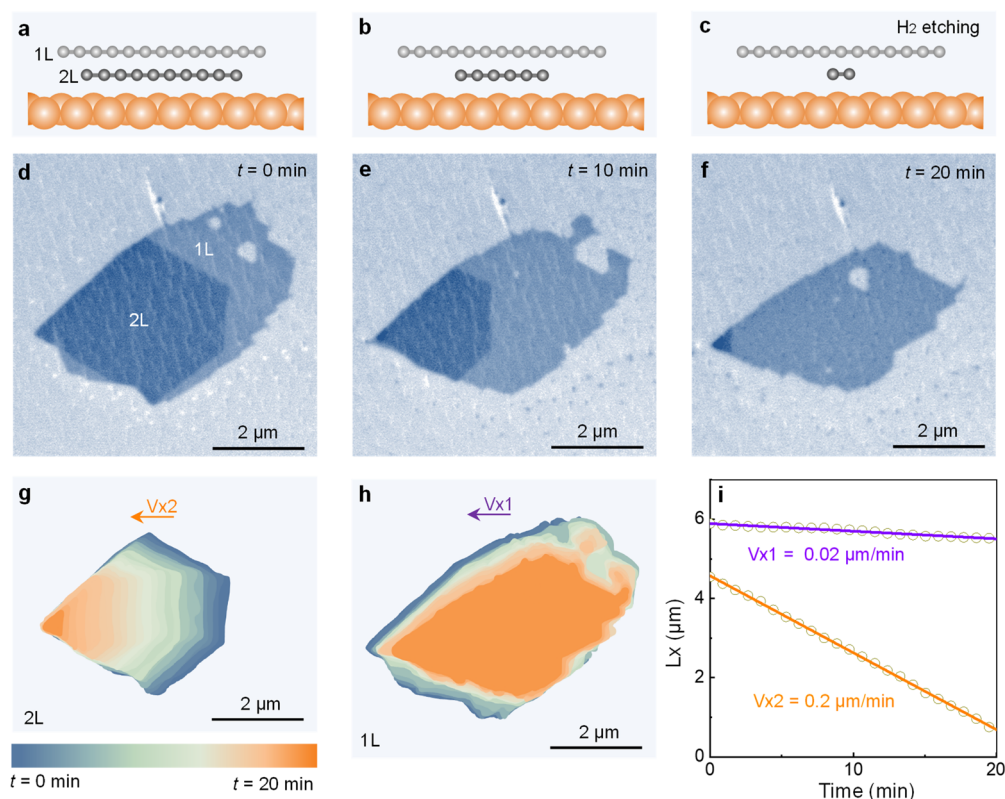 a
1L
2L
b
c
H2 etching
d
t = 0 min
1L
2L
2 µm
e
t = 10 min
2 µm
f
t = 20 min
2 µm
g
Vx2
2 µm
2L
t = 0 min
t = 20 min
h
Vx1
2 µm
1L
i
6
4
2
0
Lx (µm)
Vx1 = 0.02 µm/min
Vx2 = 0.2 µm/min
0
10
20
Time (min)